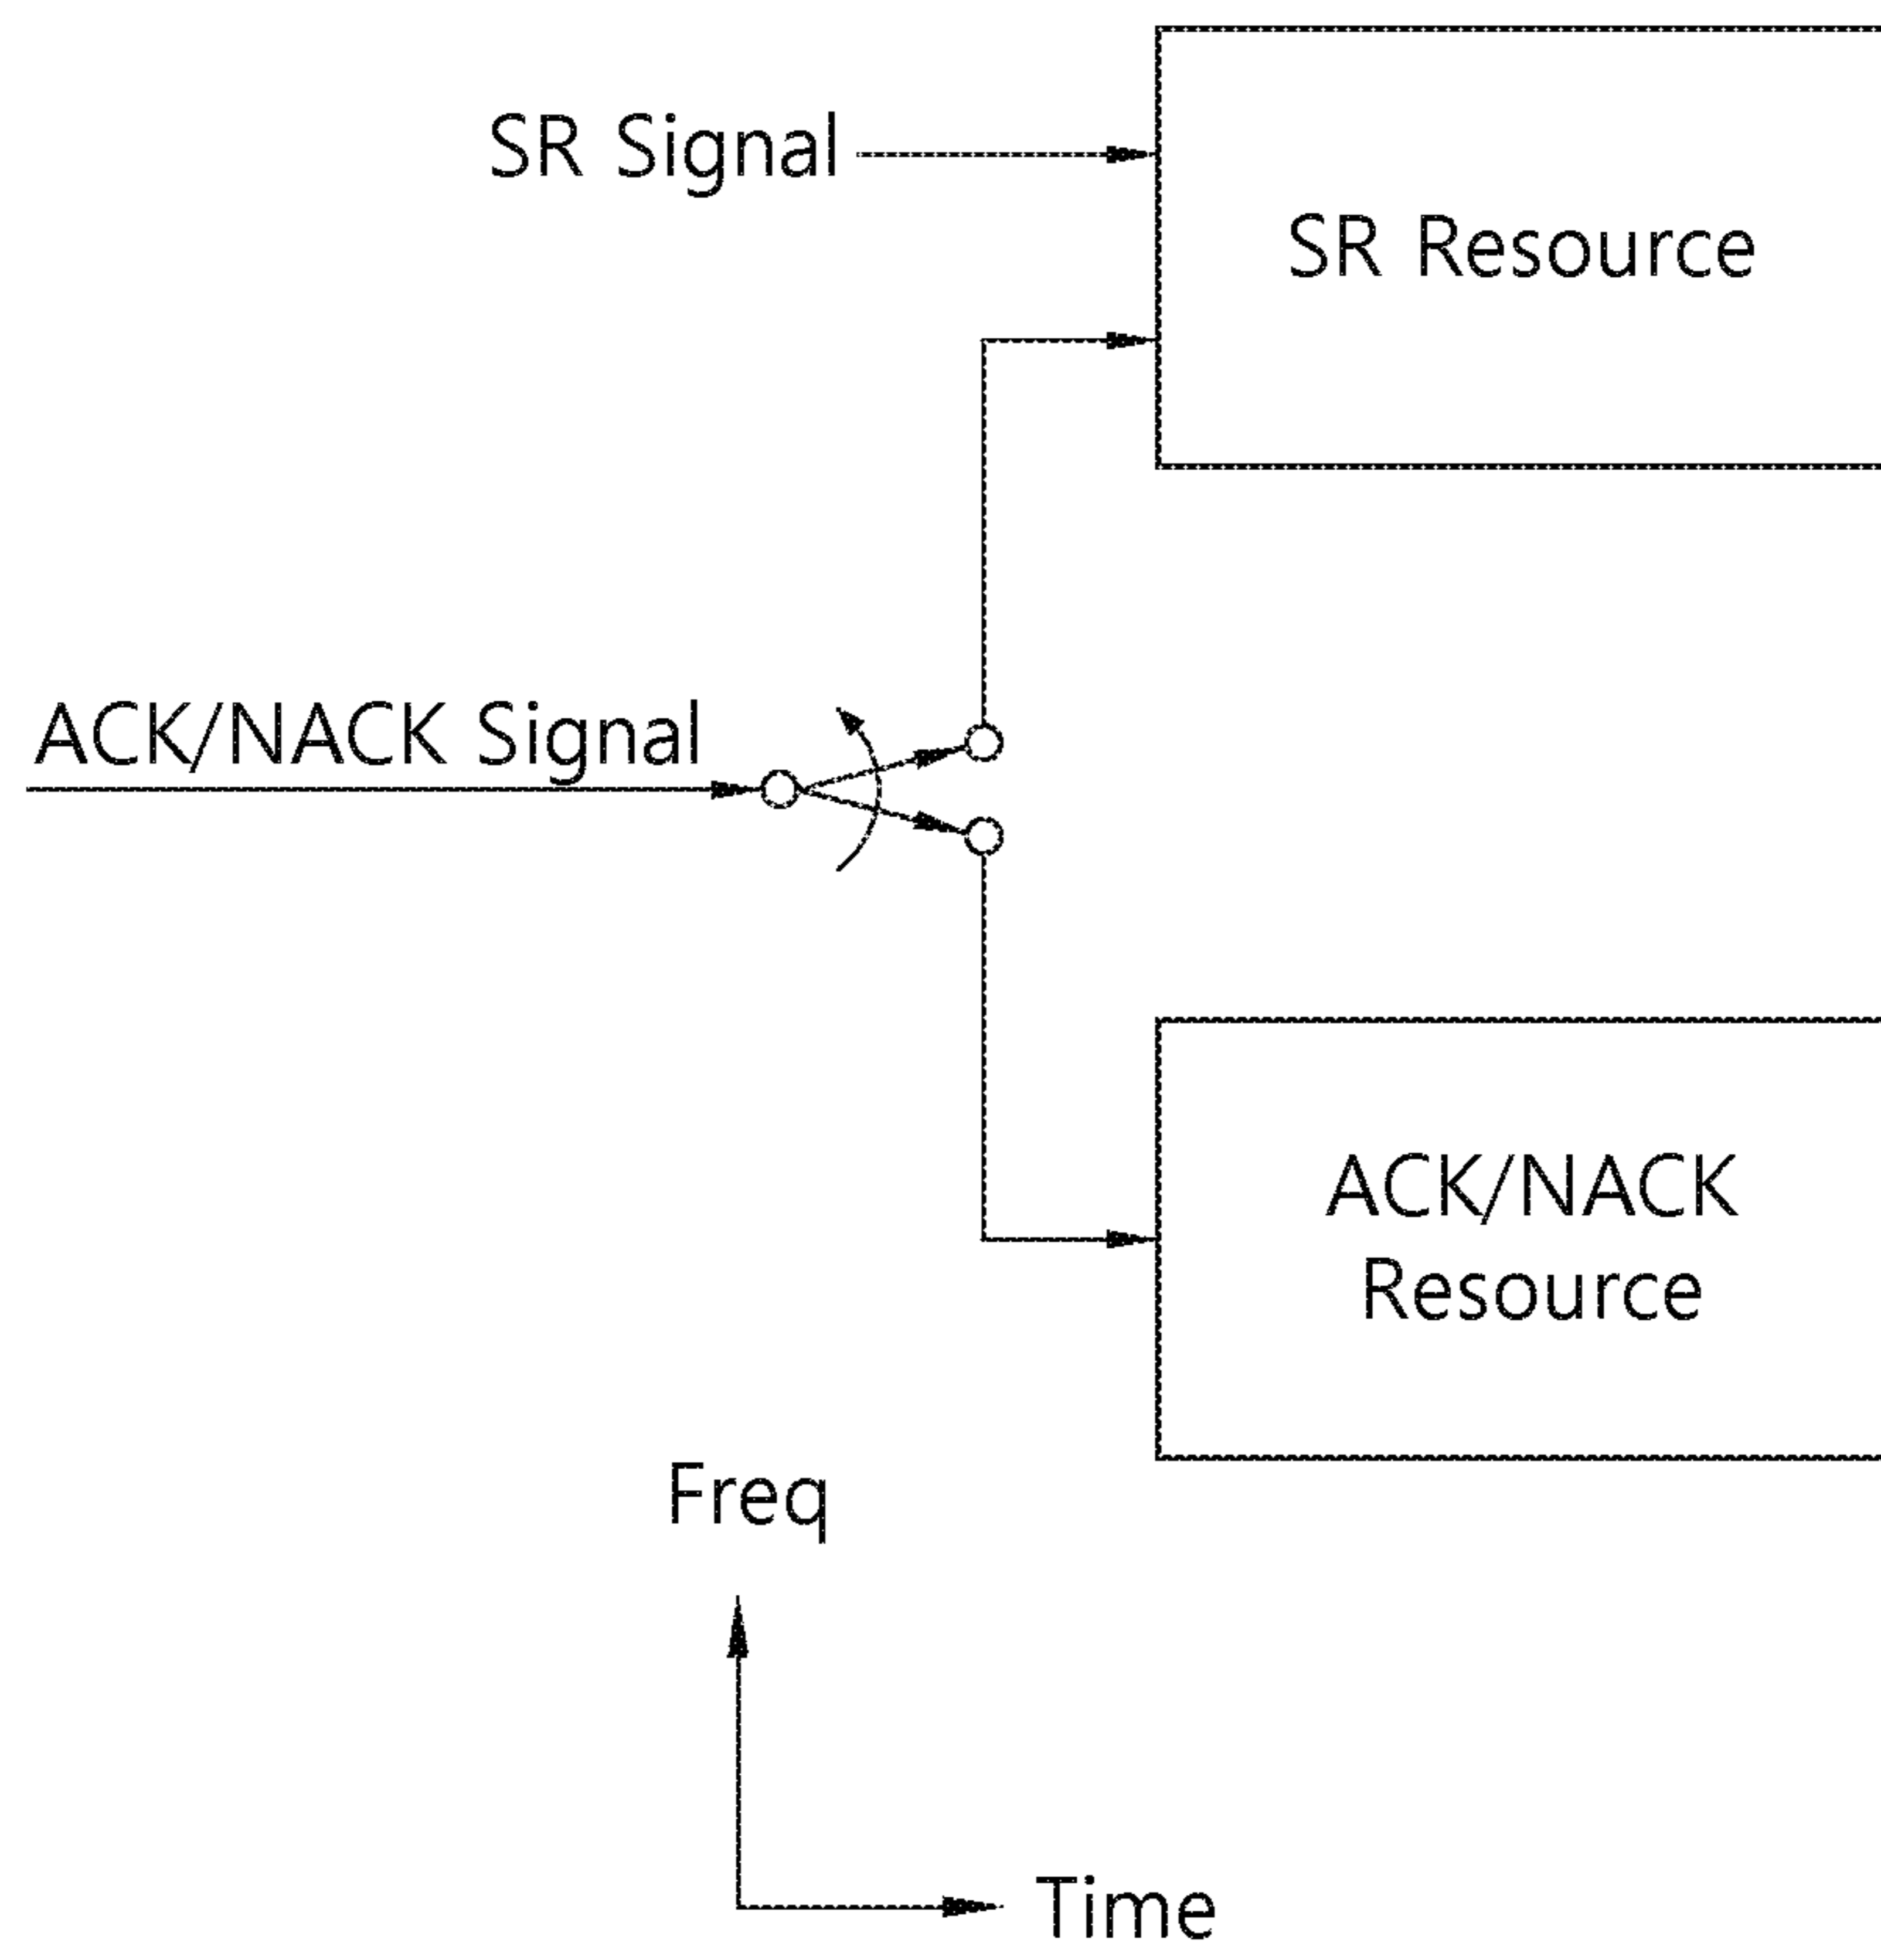 SR Signal
SR Resource
ACK/NACK Signal
ACK/NACK
Resource
Freq
Time